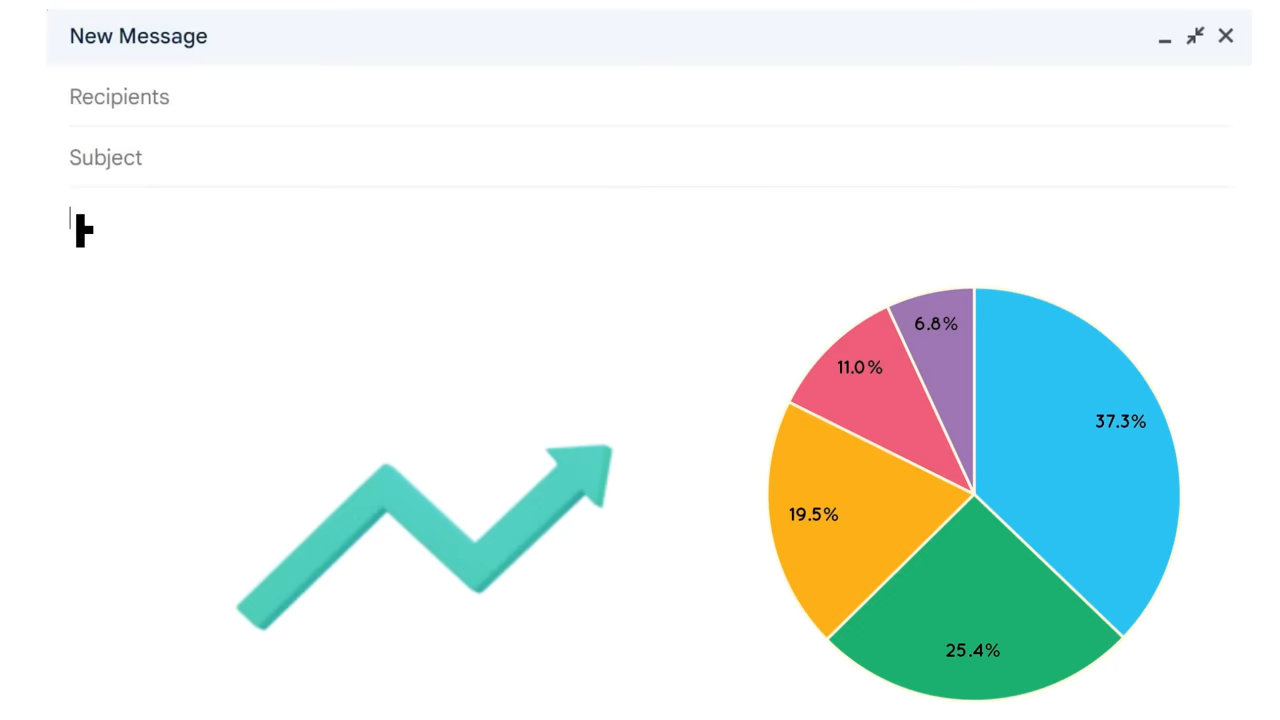 New Message
Recipients
Subject
6.8%
11.0%
37.3%
19.5%
25.4%